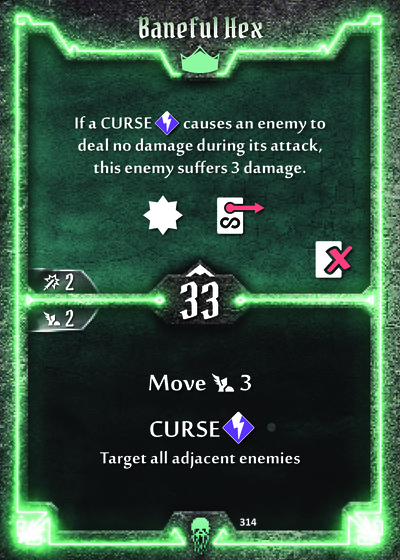 Baneful Hex
If a CURSE causes an enemy to
deal no damage during its attack,
this enemy suffers 3 damage.
2
33
2
Move 3
CURSE
Target all adjacent enemies
314